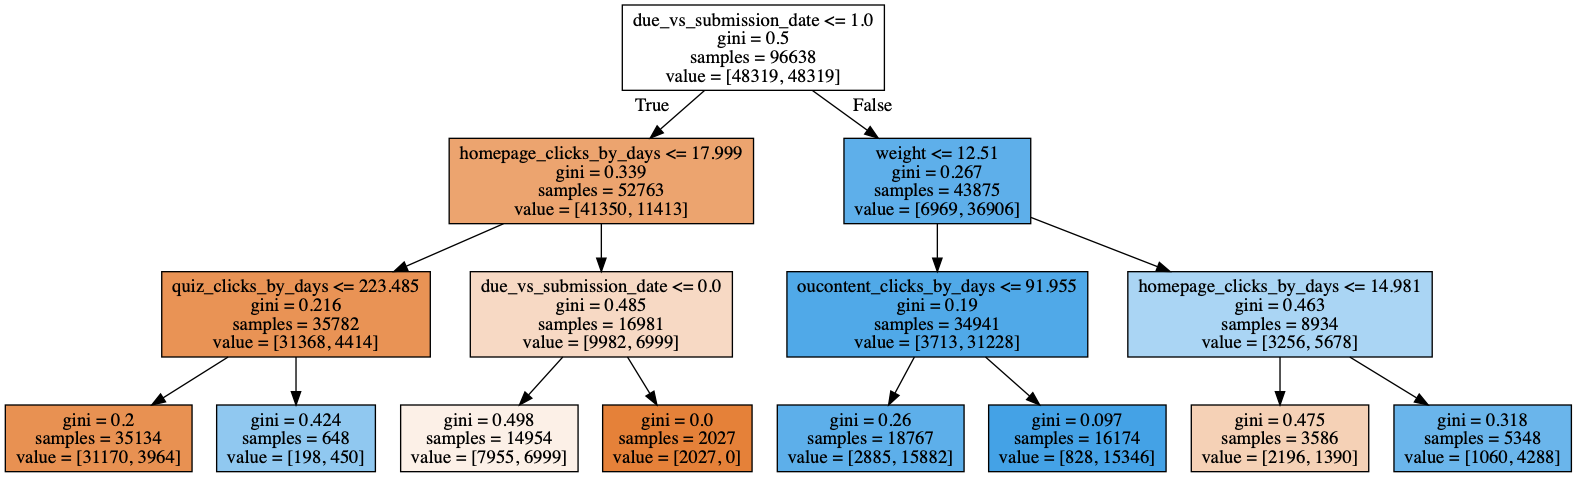 due_vs_submission_date <= 1.0
gini = 0.5
samples = 96638
value = [48319, 48319]
True
False
homepage_clicks_by_days <= 17.999
gini = 0.339
samples = 52763
value = [41350, 11413]
weight <= 12.51
gini = 0.267
samples = 43875
value = [6969, 36906]
quiz_clicks_by_days <= 223.485
gini = 0.216
samples = 35782
value = [31368, 4414]
due_vs_submission_date <= 0.0
gini = 0.485
samples = 16981
value = [9982, 6999]
oucontent_clicks_by_days <= 91.955
gini = 0.19
samples = 34941
value = [3713, 31228]
homepage_clicks_by_days <= 14.981
gini = 0.463
samples = 8934
value = [3256, 5678]
gini = 0.2
samples = 35134
value = [31170, 3964]
gini = 0.424
samples = 648
value = [198, 450]
gini = 0.498
samples = 14954
value = [7955, 6999]
gini = 0.0
samples = 2027
value = [2027, 0]
gini = 0.26
samples = 18767
value = [2885, 15882]
gini = 0.097
samples = 16174
value = [828, 15346]
gini = 0.475
samples = 3586
value = [2196, 1390]
gini = 0.318
samples = 5348
value = [1060, 4288]